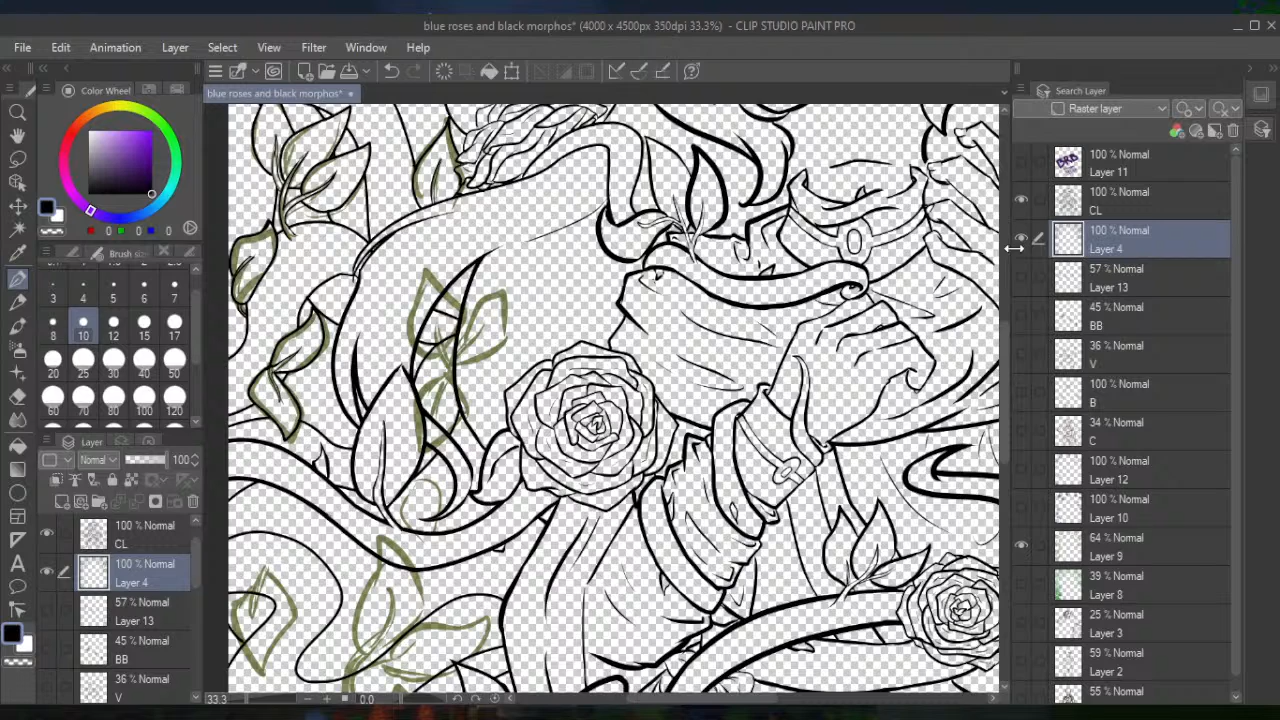 blue roses and black morphos* (4000 x 4500px 350dpi 33.3%) - CLIP STUDIO PAINT PRO
File Edit Animation Layer Select View Filter Window Help
Color Wheel
Search Layer
blue roses and black morphos*
Raster layer
0 0 0
Brush size
3 4 5 6 7
8 10 12 15 17
20 25 30 40 50
60 70 80 100 120
Layer
Normal 100
100 % Normal
CL
100 % Normal
Layer 4
57 % Normal
Layer 13
45 % Normal
BB
36 % Normal
V
33.3 0.0
100 % Normal
Layer 11
100 % Normal
CL
100 % Normal
Layer 4
57 % Normal
Layer 13
45 % Normal
BB
36 % Normal
V
100 % Normal
B
34 % Normal
C
100 % Normal
Layer 12
100 % Normal
Layer 10
64 % Normal
Layer 9
39 % Normal
Layer 8
25 % Normal
Layer 3
59 % Normal
Layer 2
55 % Normal